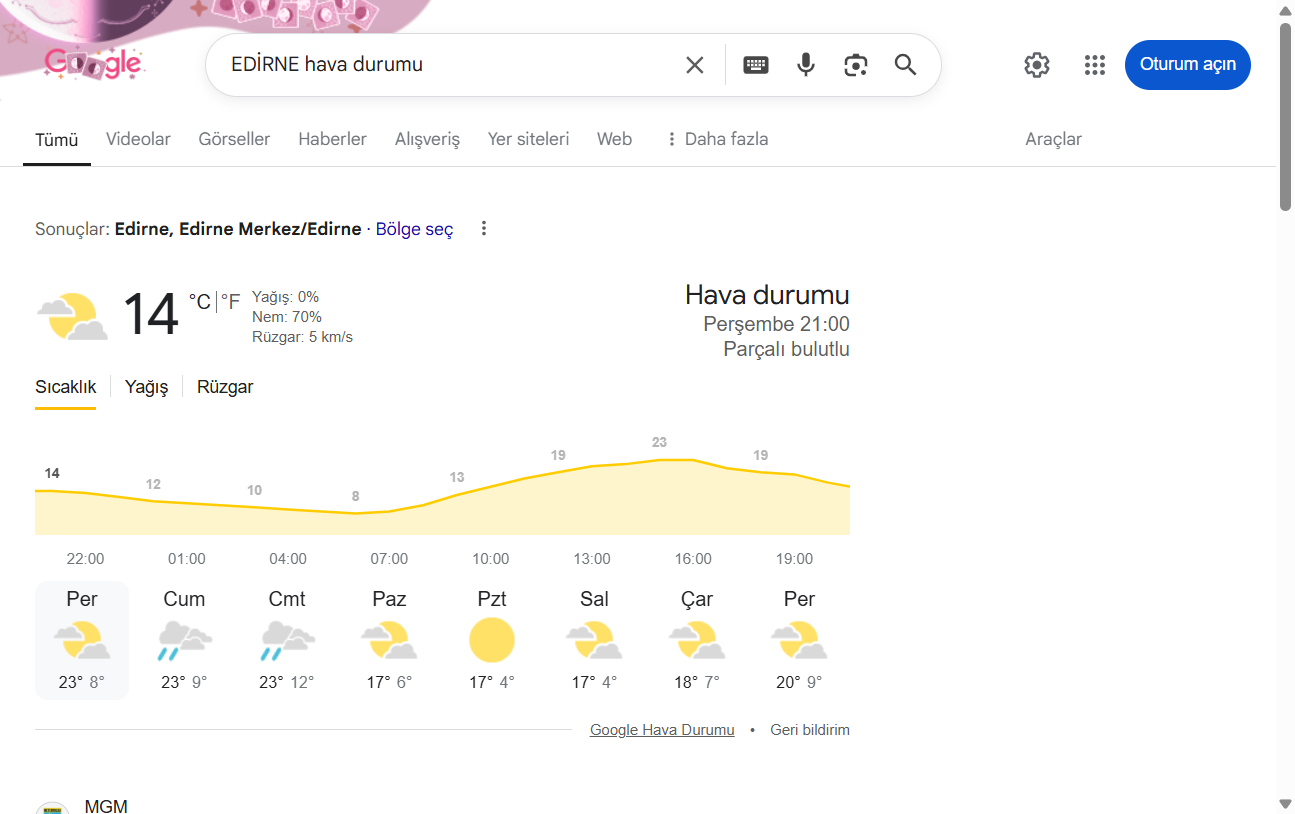 Google
EDİRNE hava durumu
Oturum açın
Tümü Videolar Görseller Haberler Alışveriş Yer siteleri Web Daha fazla Araçlar
Sonuçlar: Edirne, Edirne Merkez/Edirne · Bölge seç
14 °C | °F
Yağış: 0%
Nem: 70%
Rüzgar: 5 km/s
Hava durumu
Perşembe 21:00
Parçalı bulutlu
Sıcaklık Yağış Rüzgar
14 12 10 8 13 19 23 19
22:00 01:00 04:00 07:00 10:00 13:00 16:00 19:00
Per Cum Cmt Paz Pzt Sal Çar Per
23° 8° 23° 9° 23° 12° 17° 6° 17° 4° 17° 4° 18° 7° 20° 9°
Google Hava Durumu • Geri bildirim
MGM